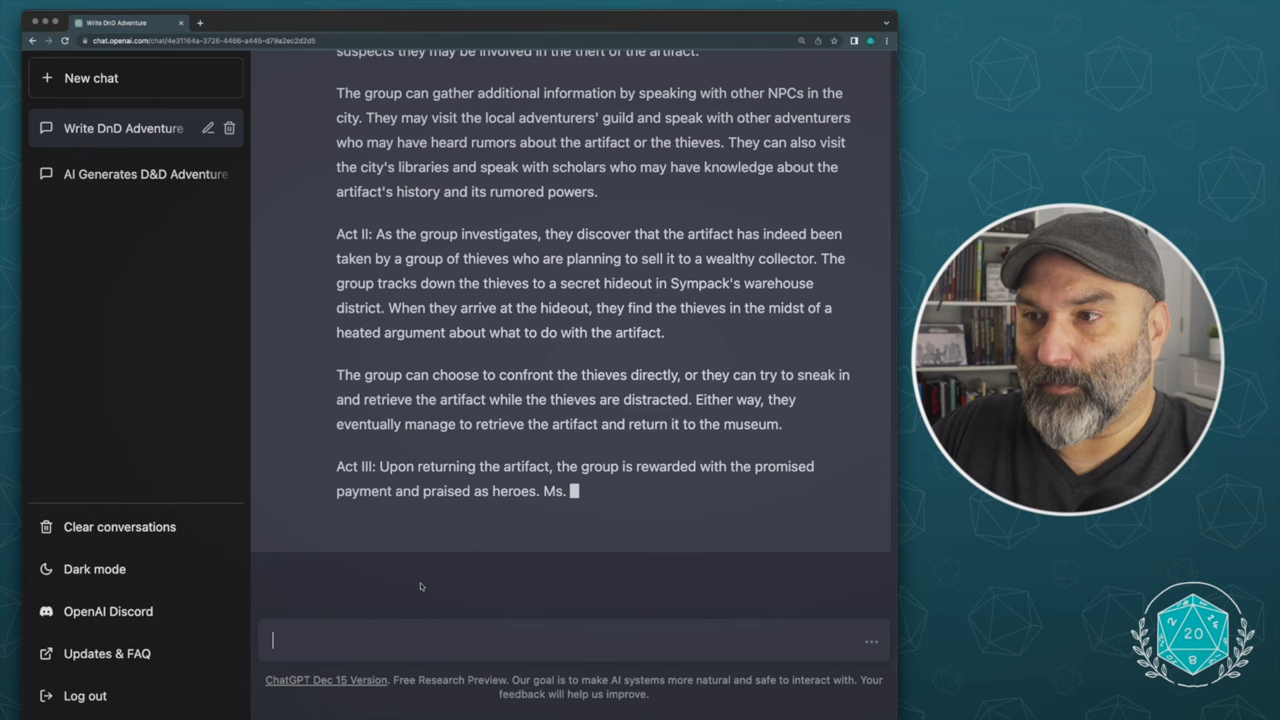 Write DnD Adventure
chat.openai.com/chat/4e31164a-3726-4466-a445-d79a2ec2d2d5
New chat
Write DnD Adventure
AI Generates D&D Adventure
suspects they may be involved in the theft of the artifact.
The group can gather additional information by speaking with other NPCs in the
city. They may visit the local adventurers' guild and speak with other adventurers
who may have heard rumors about the artifact or the thieves. They can also visit
the city's libraries and speak with scholars who may have knowledge about the
artifact's history and its rumored powers.
Act II: As the group investigates, they discover that the artifact has indeed been
taken by a group of thieves who are planning to sell it to a wealthy collector. The
group tracks down the thieves to a secret hideout in Sympack's warehouse
district. When they arrive at the hideout, they find the thieves in the midst of a
heated argument about what to do with the artifact.
The group can choose to confront the thieves directly, or they can try to sneak in
and retrieve the artifact while the thieves are distracted. Either way, they
eventually manage to retrieve the artifact and return it to the museum.
Act III: Upon returning the artifact, the group is rewarded with the promised
payment and praised as heroes. Ms.
Clear conversations
Dark mode
OpenAI Discord
Updates & FAQ
Log out
ChatGPT Dec 15 Version. Free Research Preview. Our goal is to make AI systems more natural and safe to interact with. Your
feedback will help us improve.
2
14
20
8